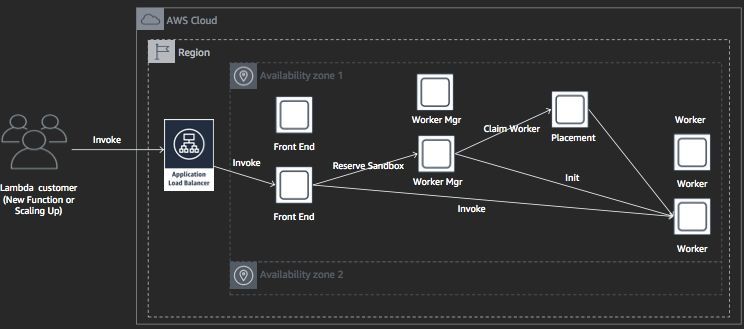 AWS Cloud
Region
Availability zone 1
Worker Mgr
Claim Worker
Placement
Worker
Invoke
Front End
Application
Load Balancer
Invoke
Reserve Sandbox
Worker Mgr
Init
Worker
Lambda customer
(New Function or
Scaling Up)
Front End
Invoke
Worker
Availability zone 2